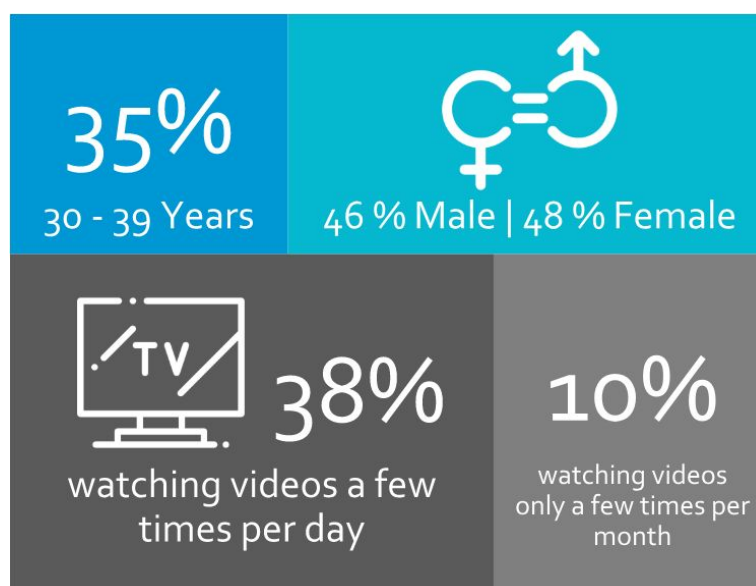 35%
30 - 39 Years
46 % Male | 48 % Female
TV
38%
watching videos a few
times per day
10%
watching videos
only a few times per
month